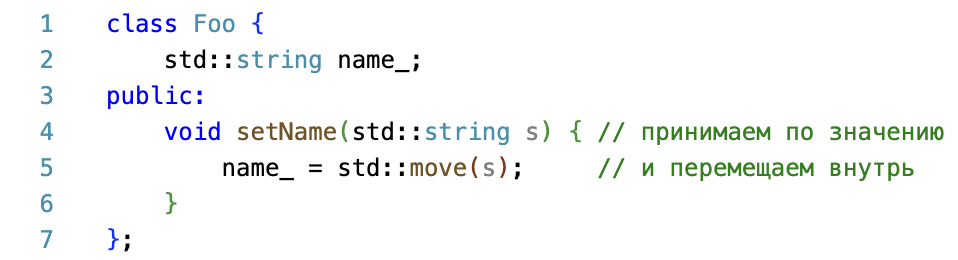 1 class Foo {
2     std::string name_;
3 public:
4     void setName(std::string s) { // принимаем по значению
5         name_ = std::move(s);     // и перемещаем внутрь
6     }
7 };